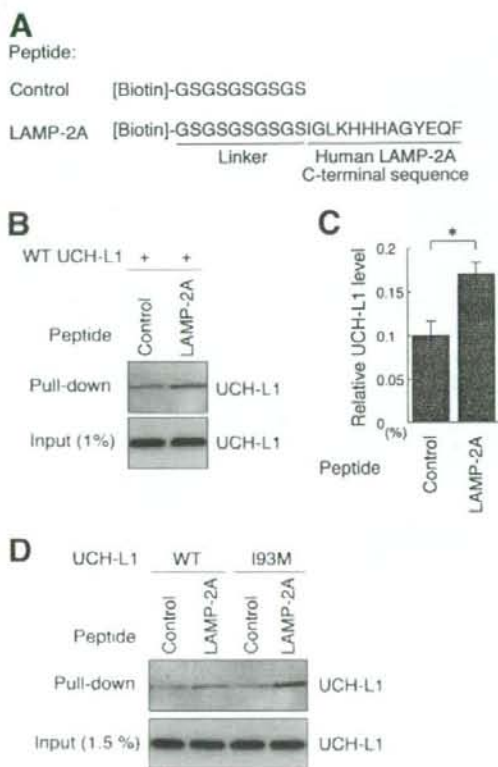 A
Peptide:
Control [Biotin]-GSGSGSGSGS
LAMP-2A [Biotin]-GSGSGSGSGSIGLKHHHAGYEQF
Linker Human LAMP-2A
C-terminal sequence
B
WT UCH-L1 + +
Peptide Control LAMP-2A
Pull-down UCH-L1
Input (1%) UCH-L1
C
*
Relative UCH-L1 level
0.2
0.15
0.1
0.05
0
(%)
Peptide Control LAMP-2A
D
UCH-L1 WT I93M
Peptide Control LAMP-2A Control LAMP-2A
Pull-down UCH-L1
Input (1.5 %) UCH-L1